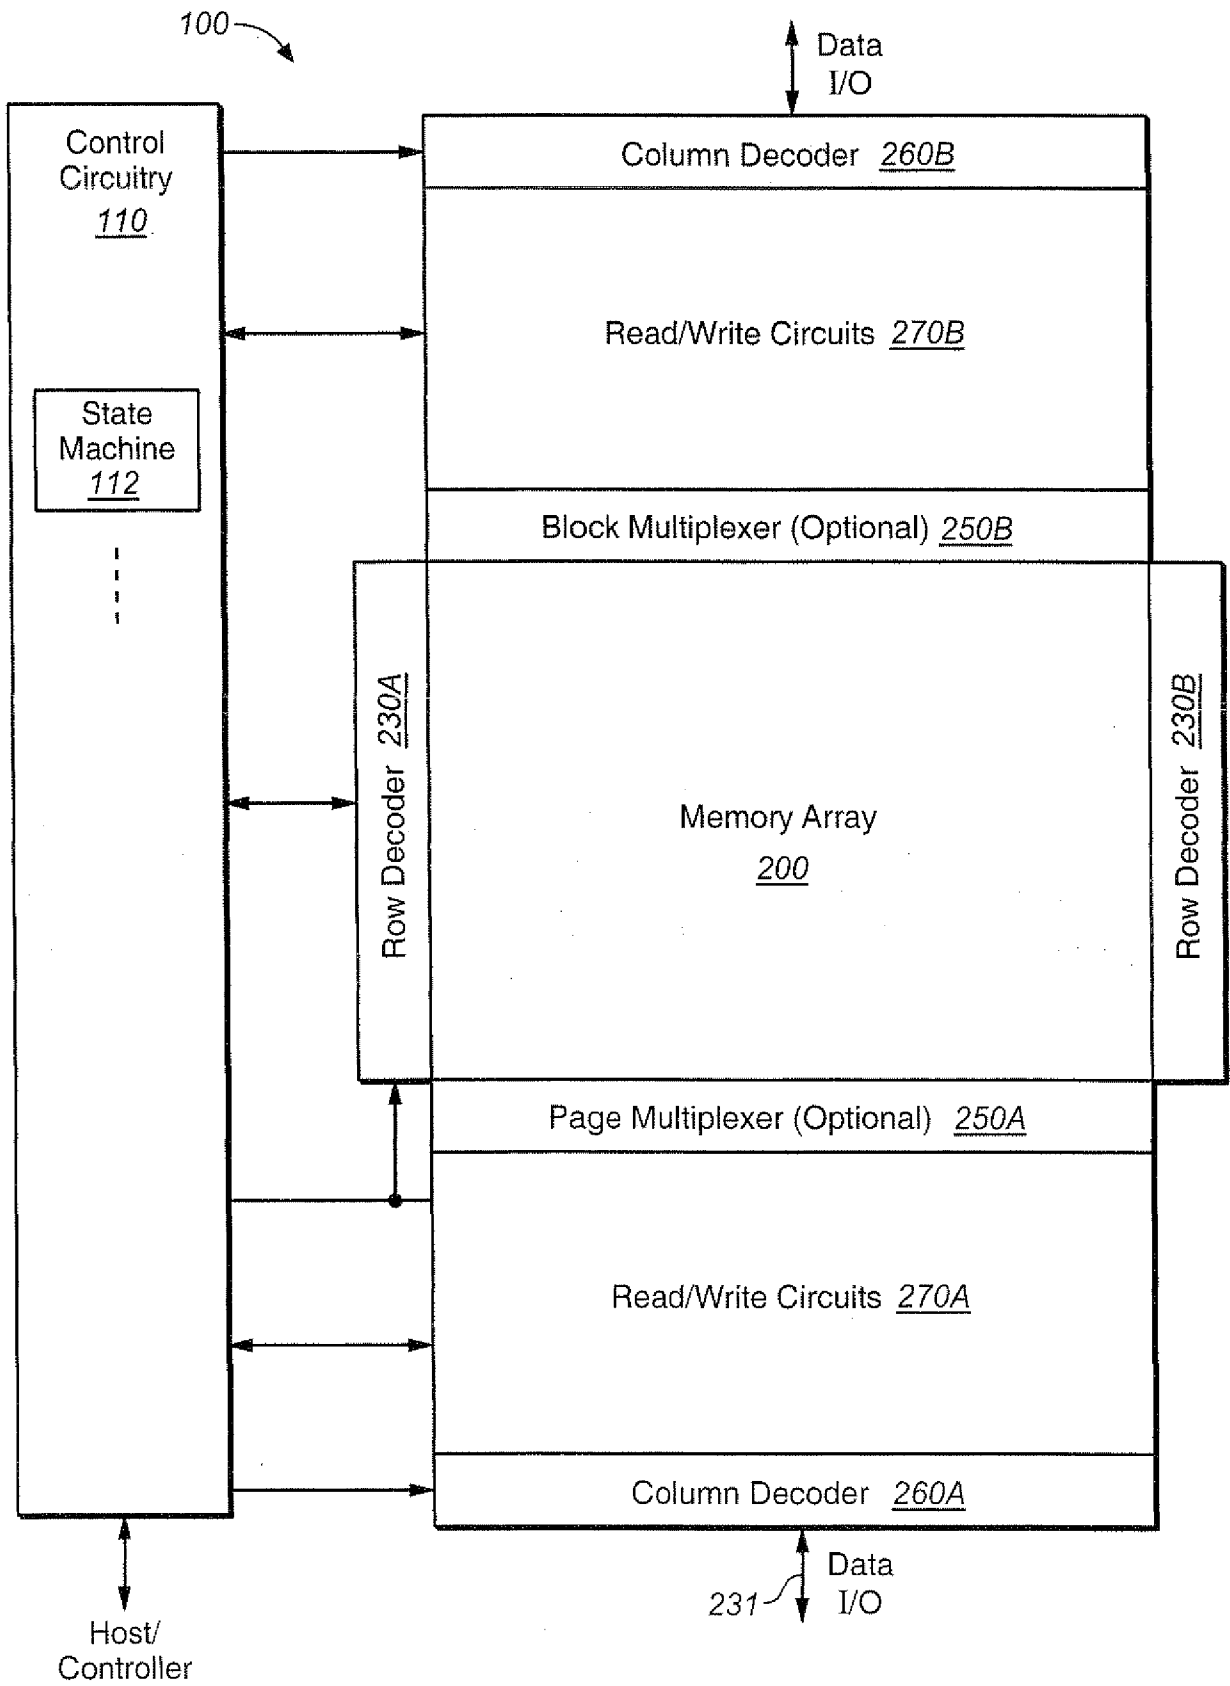 100
Data
I/O
Control
Circuitry
110
Column Decoder 260B
Read/Write Circuits 270B
State
Machine
112
Block Multiplexer (Optional) 250B
Row Decoder 230A
Row Decoder 230B
Memory Array
200
Page Multiplexer (Optional) 250A
Read/Write Circuits 270A
Column Decoder 260A
231
Data
I/O
Host/
Controller